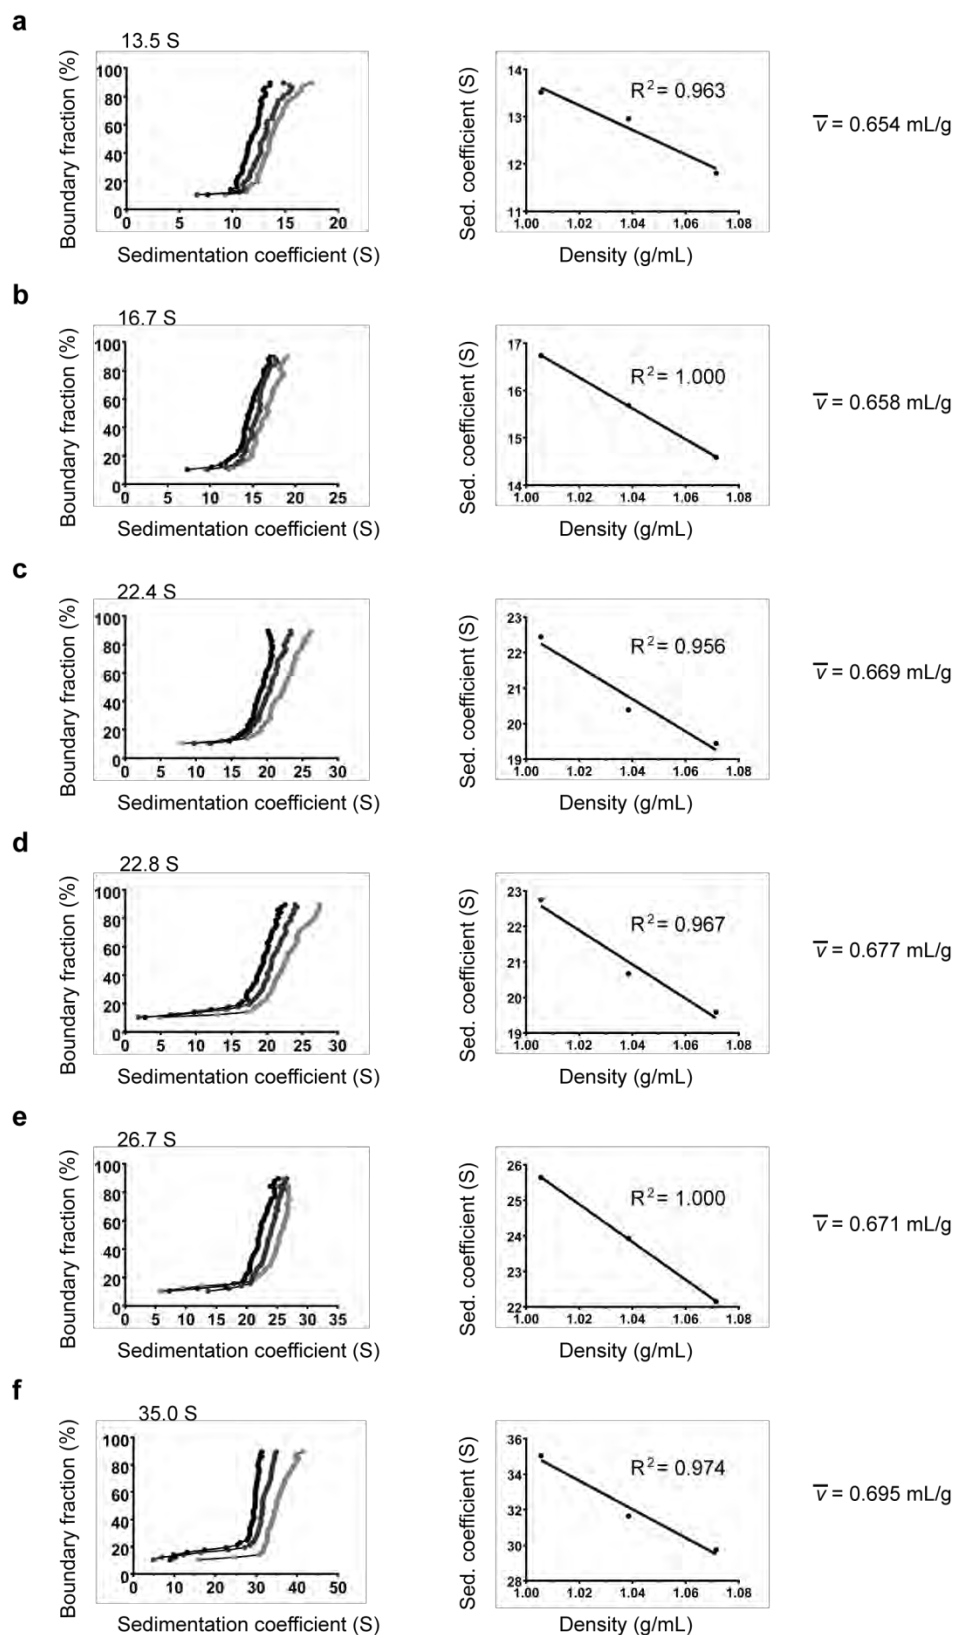 a
13.5 S
Boundary fraction (%)
100
80
60
40
20
0
0 5 10 15 20
Sedimentation coefficient (S)
Sed. coefficient (S)
14
13
12
11
R² = 0.963
1.00 1.02 1.04 1.06 1.08
Density (g/mL)
v̅ = 0.654 mL/g
b
16.7 S
Boundary fraction (%)
100
80
60
40
20
0
0 5 10 15 20 25
Sedimentation coefficient (S)
Sed. coefficient (S)
17
16
15
14
R² = 1.000
1.00 1.02 1.04 1.06 1.08
Density (g/mL)
v̅ = 0.658 mL/g
c
22.4 S
Boundary fraction (%)
100
80
60
40
20
0
0 5 10 15 20 25 30
Sedimentation coefficient (S)
Sed. coefficient (S)
23
22
21
20
19
R² = 0.956
1.00 1.02 1.04 1.06 1.08
Density (g/mL)
v̅ = 0.669 mL/g
d
22.8 S
Boundary fraction (%)
100
80
60
40
20
0
0 5 10 15 20 25 30
Sedimentation coefficient (S)
Sed. coefficient (S)
23
22
21
20
19
R² = 0.967
1.00 1.02 1.04 1.06 1.08
Density (g/mL)
v̅ = 0.677 mL/g
e
26.7 S
Boundary fraction (%)
100
80
60
40
20
0
0 5 10 15 20 25 30 35
Sedimentation coefficient (S)
Sed. coefficient (S)
26
25
24
23
22
R² = 1.000
1.00 1.02 1.04 1.06 1.08
Density (g/mL)
v̅ = 0.671 mL/g
f
35.0 S
Boundary fraction (%)
100
80
60
40
20
0
0 10 20 30 40 50
Sedimentation coefficient (S)
Sed. coefficient (S)
36
34
32
30
28
R² = 0.974
1.00 1.02 1.04 1.06 1.08
Density (g/mL)
v̅ = 0.695 mL/g